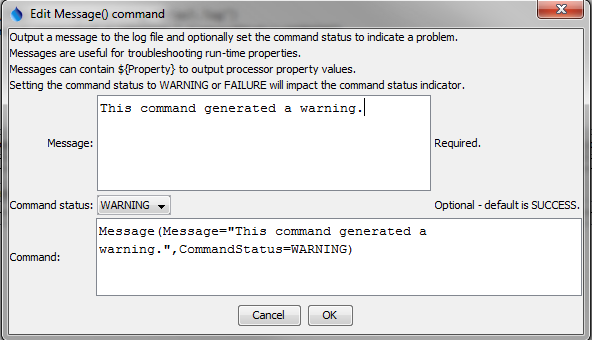 Edit Message() command
Output a message to the log file and optionally set the command status to indicate a problem.
Messages are useful for troubleshooting run-time properties.
Messages can contain ${Property} to output processor property values.
Setting the command status to WARNING or FAILURE will impact the command status indicator.
Message: This command generated a warning. Required.
Command status: WARNING Optional - default is SUCCESS.
Command: Message(Message="This command generated a
warning.",CommandStatus=WARNING)
Cancel OK